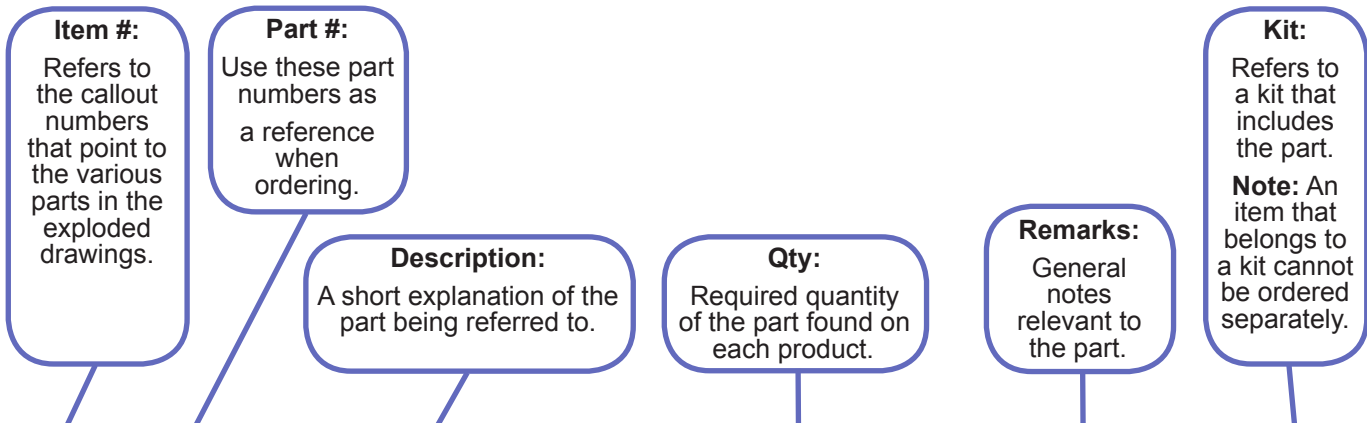 Item #:
Refers to
the callout
numbers
that point to
the various
parts in the
exploded
drawings.
Part #:
Use these part
numbers as
a reference
when
ordering.
Description:
A short explanation of the
part being referred to.
Qty:
Required quantity
of the part found on
each product.
Remarks:
General
notes
relevant to
the part.
Kit:
Refers to
a kit that
includes
the part.
Note: An
item that
belongs to
a kit cannot
be ordered
separately.